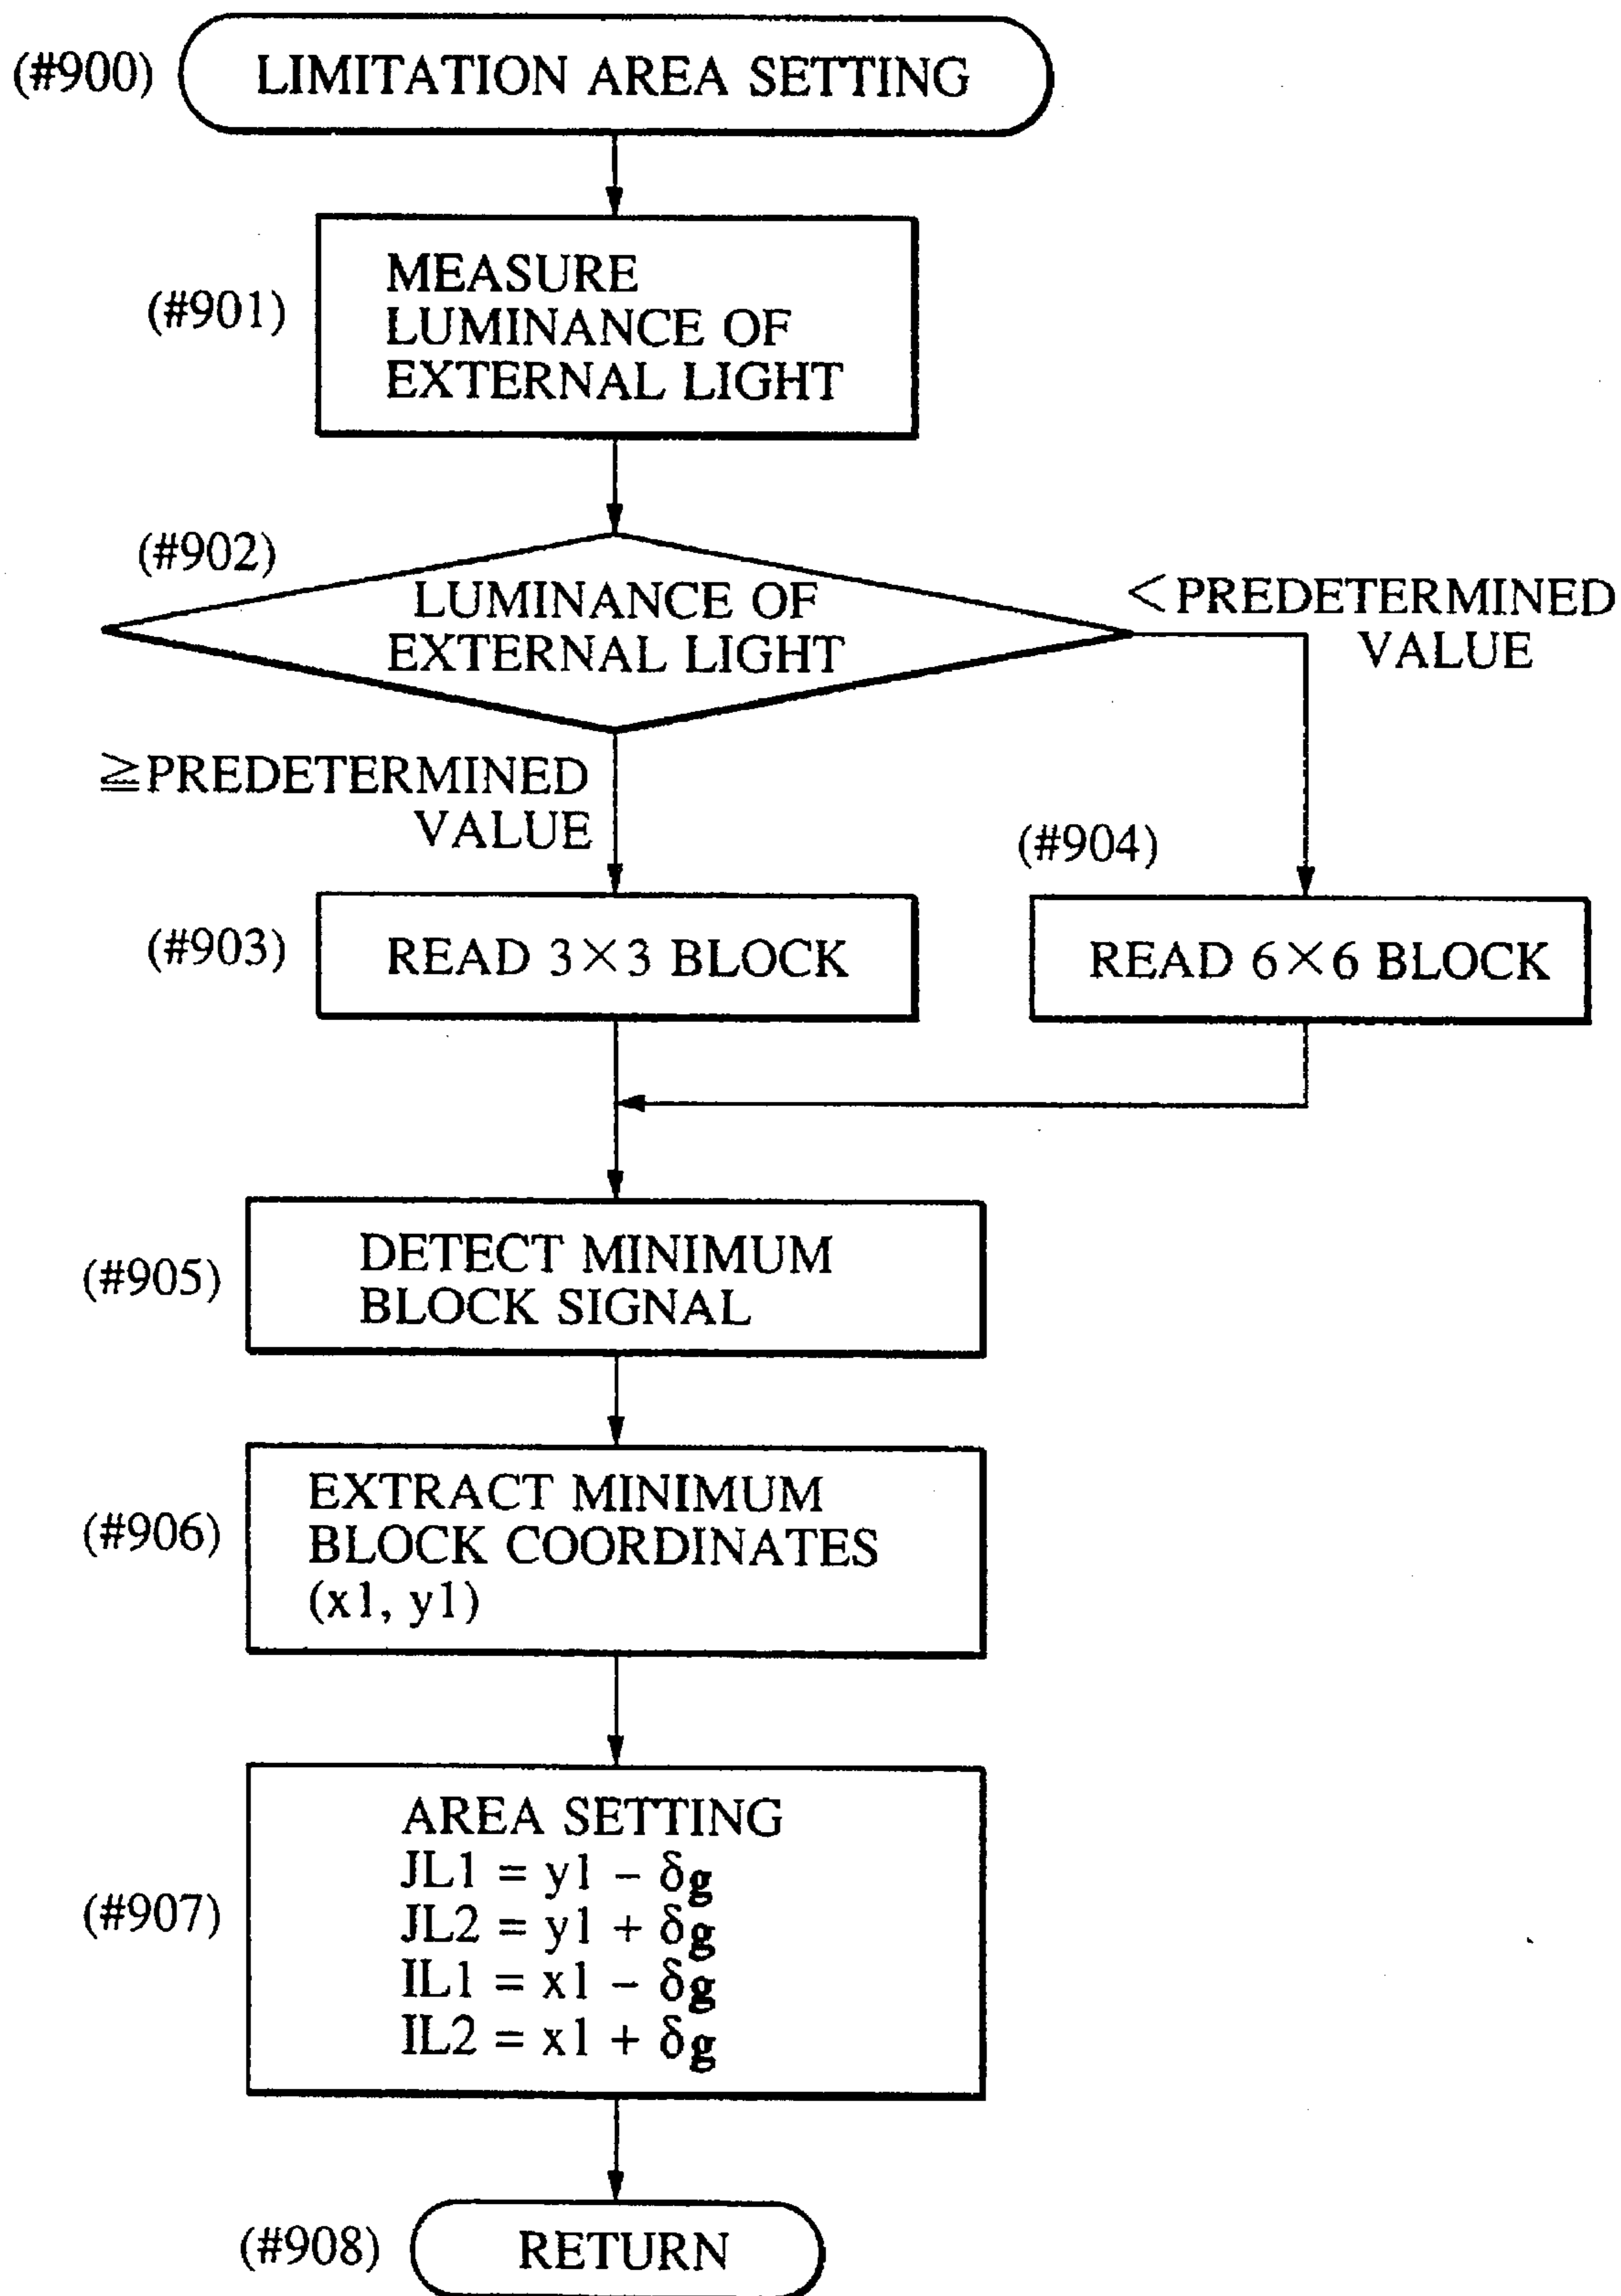 (#900) LIMITATION AREA SETTING
(#901)
MEASURE
LUMINANCE OF
EXTERNAL LIGHT
(#902)
LUMINANCE OF
EXTERNAL LIGHT
<PREDETERMINED
VALUE
≧PREDETERMINED
VALUE
(#903) READ 3×3 BLOCK
(#904)
READ 6×6 BLOCK
(#905)
DETECT MINIMUM
BLOCK SIGNAL
(#906)
EXTRACT MINIMUM
BLOCK COORDINATES
(x1, y1)
(#907)
AREA SETTING
JL1 = y1 − δg
JL2 = y1 + δg
IL1 = x1 − δg
IL2 = x1 + δg
(#908) RETURN